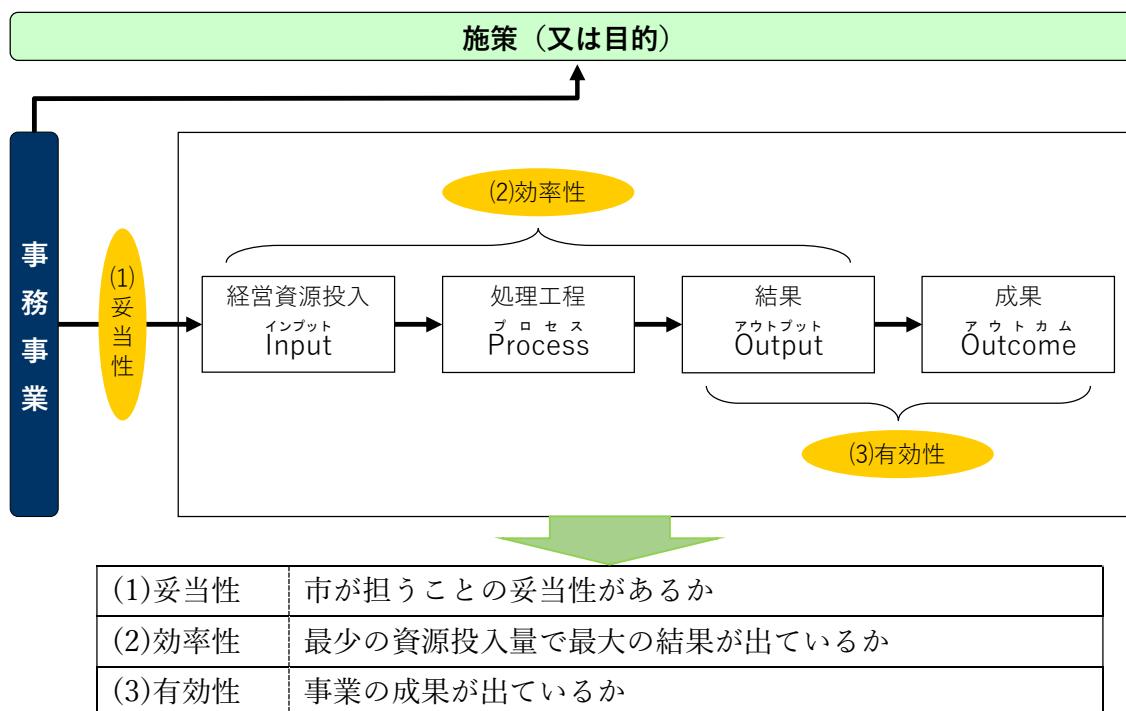 施策（又は目的）
事務事業
(1)妥当性
(2)効率性
経営資源投入
インプット
Input
処理工程
プロセス
Process
結果
アウトプット
Output
成果
アウトカム
Outcome
(3)有効性
(1)妥当性 市が担うことの妥当性があるか
(2)効率性 最少の資源投入量で最大の結果が出ているか
(3)有効性 事業の成果が出ているか